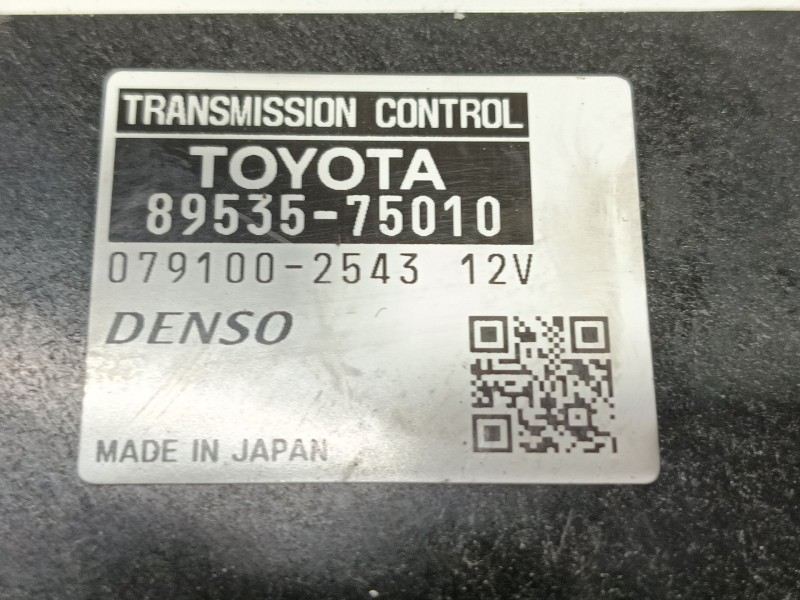 TRANSMISSION CONTROL
TOYOTA
89535-75010
079100-2543 12V
DENSO
MADE IN JAPAN